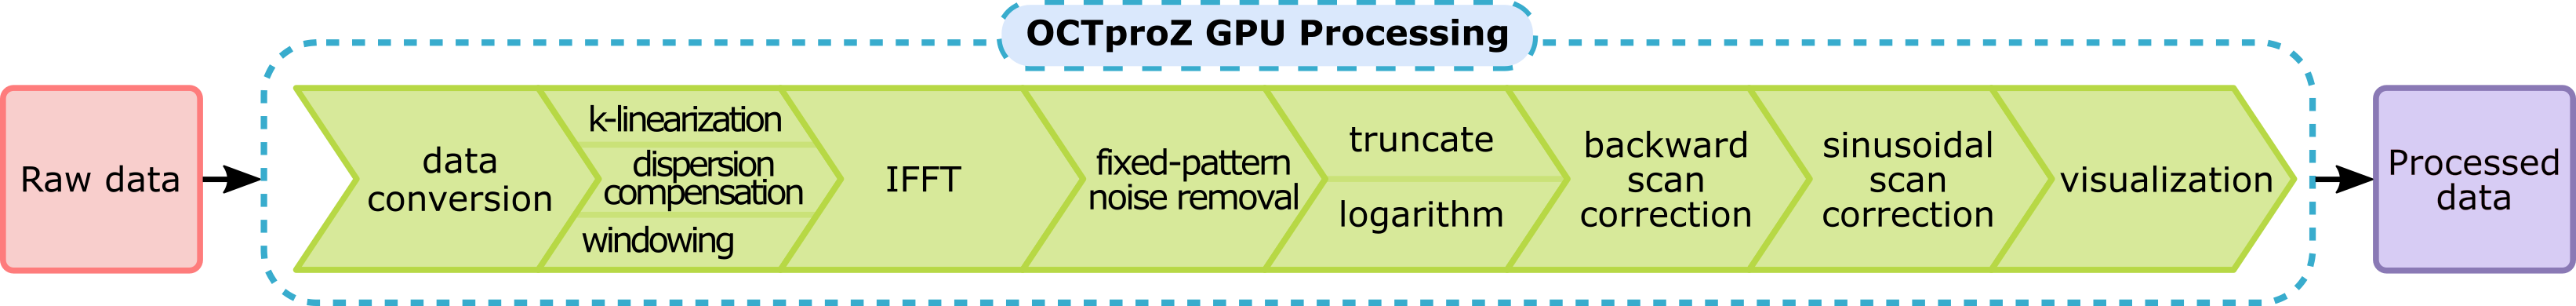 OCTproZ GPU Processing
Raw data
data
conversion
k-linearization
dispersion
compensation
windowing
IFFT
fixed-pattern
noise removal
truncate
logarithm
backward
scan
correction
sinusoidal
scan
correction
visualization
Processed
data